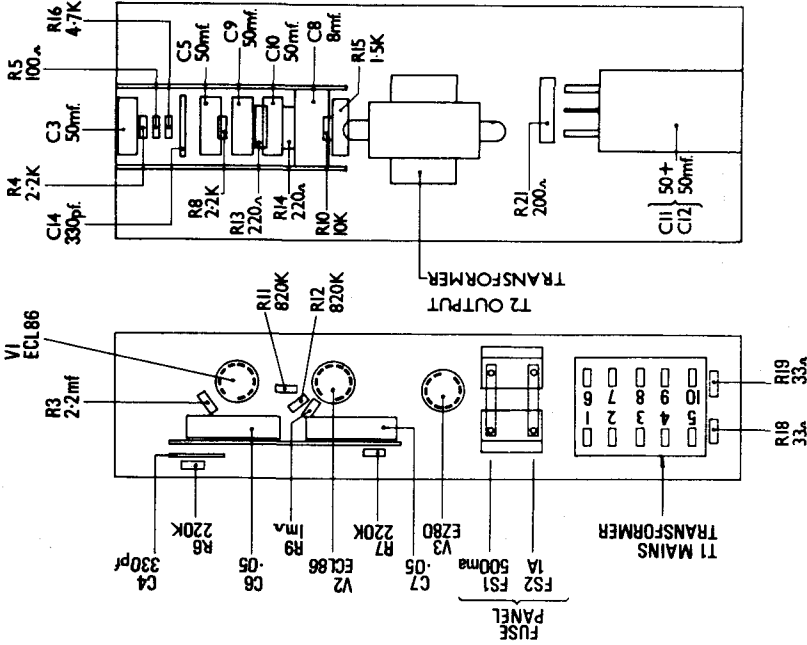 R16
4·7K
R5
100Ω
C3
50mf.
R4
2·2K
C14
330pf.
C5
50mf.
C9
50mf.
C10
50mf.
C8
8mf.
R15
1·5K
R8
2·2K
R13
220Ω
R14
220Ω
R10
10K
R21
200Ω
C11
C12
50+
50mf.
T2 OUTPUT
TRANSFORMER
V1
ECL86
R3
2·2mf
R11
820K
R12
820K
C4
330pf
R6
220K
C6
·05
R9
1mΩ
V2
ECL86
R7
220K
C7
·05
V3
EZ80
FS1
500ma
FS2
1A
FUSE
PANEL
T1 MAINS
TRANSFORMER
1 6
2 7
3 8
4 9
5 10
R18
33Ω
R19
33Ω